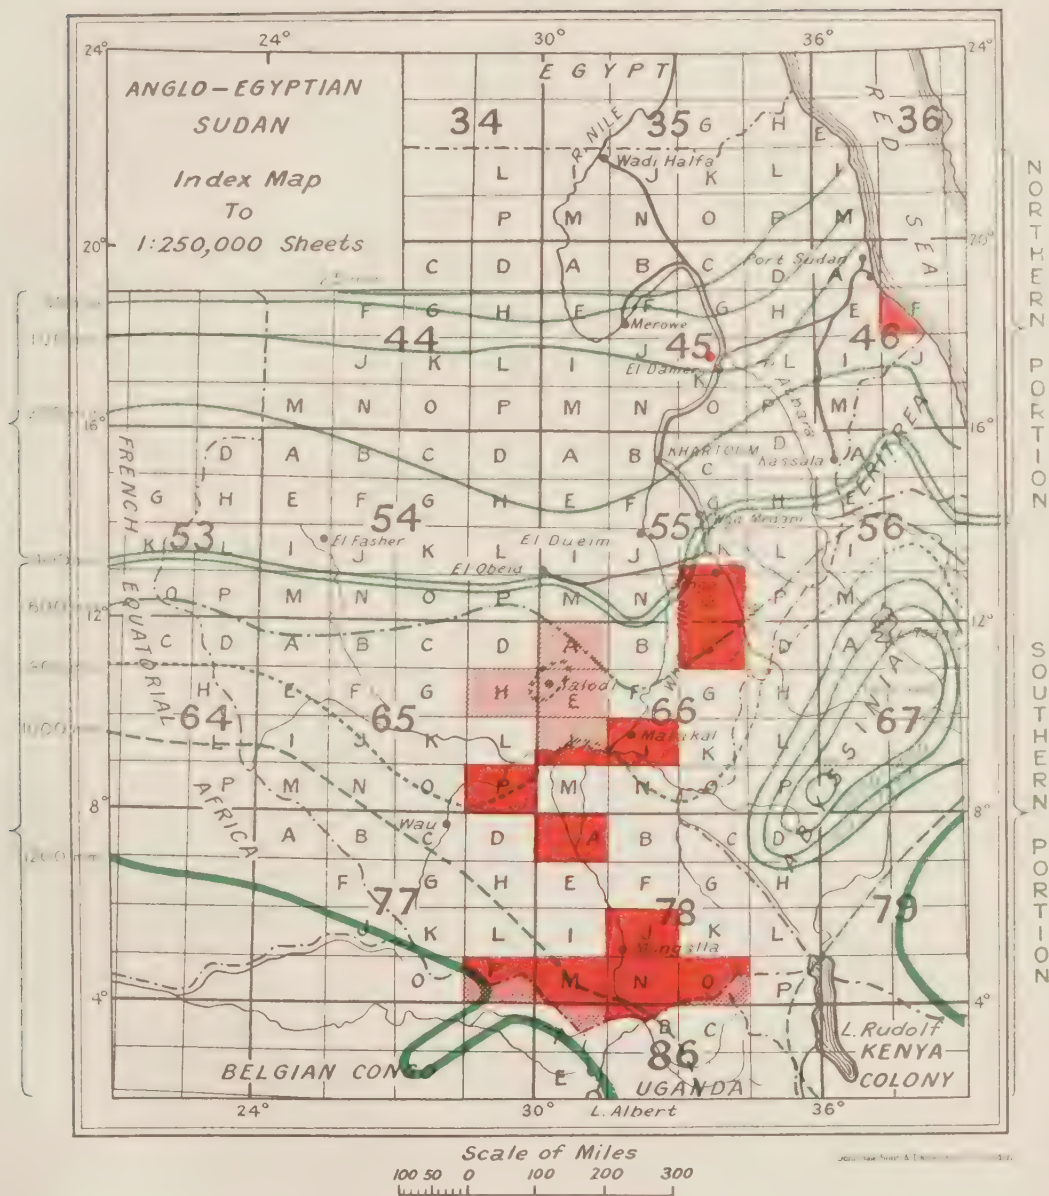 24° 30° 36°
24° 24°
ANGLO-EGYPTIAN
SUDAN
Index Map
To
1:250,000 Sheets
EGYPT
RED SEA
R. NILE
34 35 G H E 36
Wadi Halfa
L J K L I
P M N O P M
20° 20°
Port Sudan
C D A B C D A
F G H E F G H E F
Merowe
44 45 46
J K L I J K L I J
El Damer
Atbara
M N O P M N O P M
16° 16°
D A B C D A B C D A
KHARTOUM
Kassala
ERITREA
G H E F G H E F G H E
53 54 55 56
Wad Medani
El Fasher
El Dueim
K L I J K L I J K L I
El Obeid
O P M N O P M N P M
12° 12°
C D A B C D A B D A
H E F G H E F G H
Talodi
64 65 66 67
Malakal
L I J K L J K L
P M N O P M N O P
8° 8°
Wau
A B C D A B C D
F G H E F G H
77 78 79
J K L I J K L
Mongalla
O M N O P
4° 4°
B C
86
E
FRENCH EQUATORIAL AFRICA
ABYSSINIA
L. Rudolf
KENYA
COLONY
BELGIAN CONGO
UGANDA
L. Albert
24° 30° 36°
NORTHERN PORTION
SOUTHERN PORTION
Scale of Miles
100 50 0 100 200 300